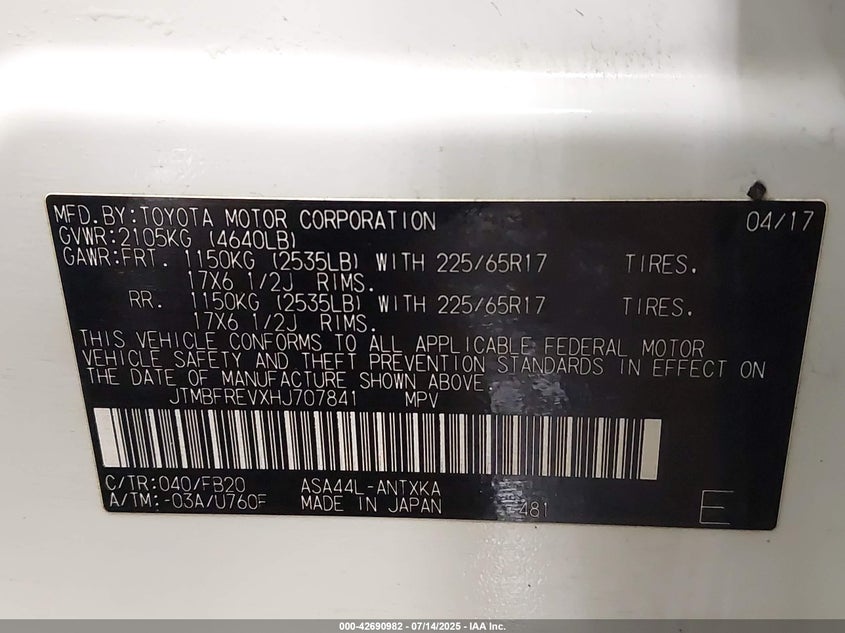 MFD.BY:TOYOTA MOTOR CORPORATION 04/17
GVWR:2105KG (4640LB)
GAWR:FRT. 1150KG (2535LB) WITH 225/65R17 TIRES.
17X6 1/2J RIMS.
RR. 1150KG (2535LB) WITH 225/65R17 TIRES.
17X6 1/2J RIMS.
THIS VEHICLE CONFORMS TO ALL APPLICABLE FEDERAL MOTOR
VEHICLE SAFETY AND THEFT PREVENTION STANDARDS IN EFFECT ON
THE DATE OF MANUFACTURE SHOWN ABOVE.
JTMBFREVXHJ707841 MPV
C/TR:040/FB20 ASA44L-ANTXKA
A/TM:-03A/U760F MADE IN JAPAN 481 E
000-42690982 - 07/14/2025 - IAA Inc.